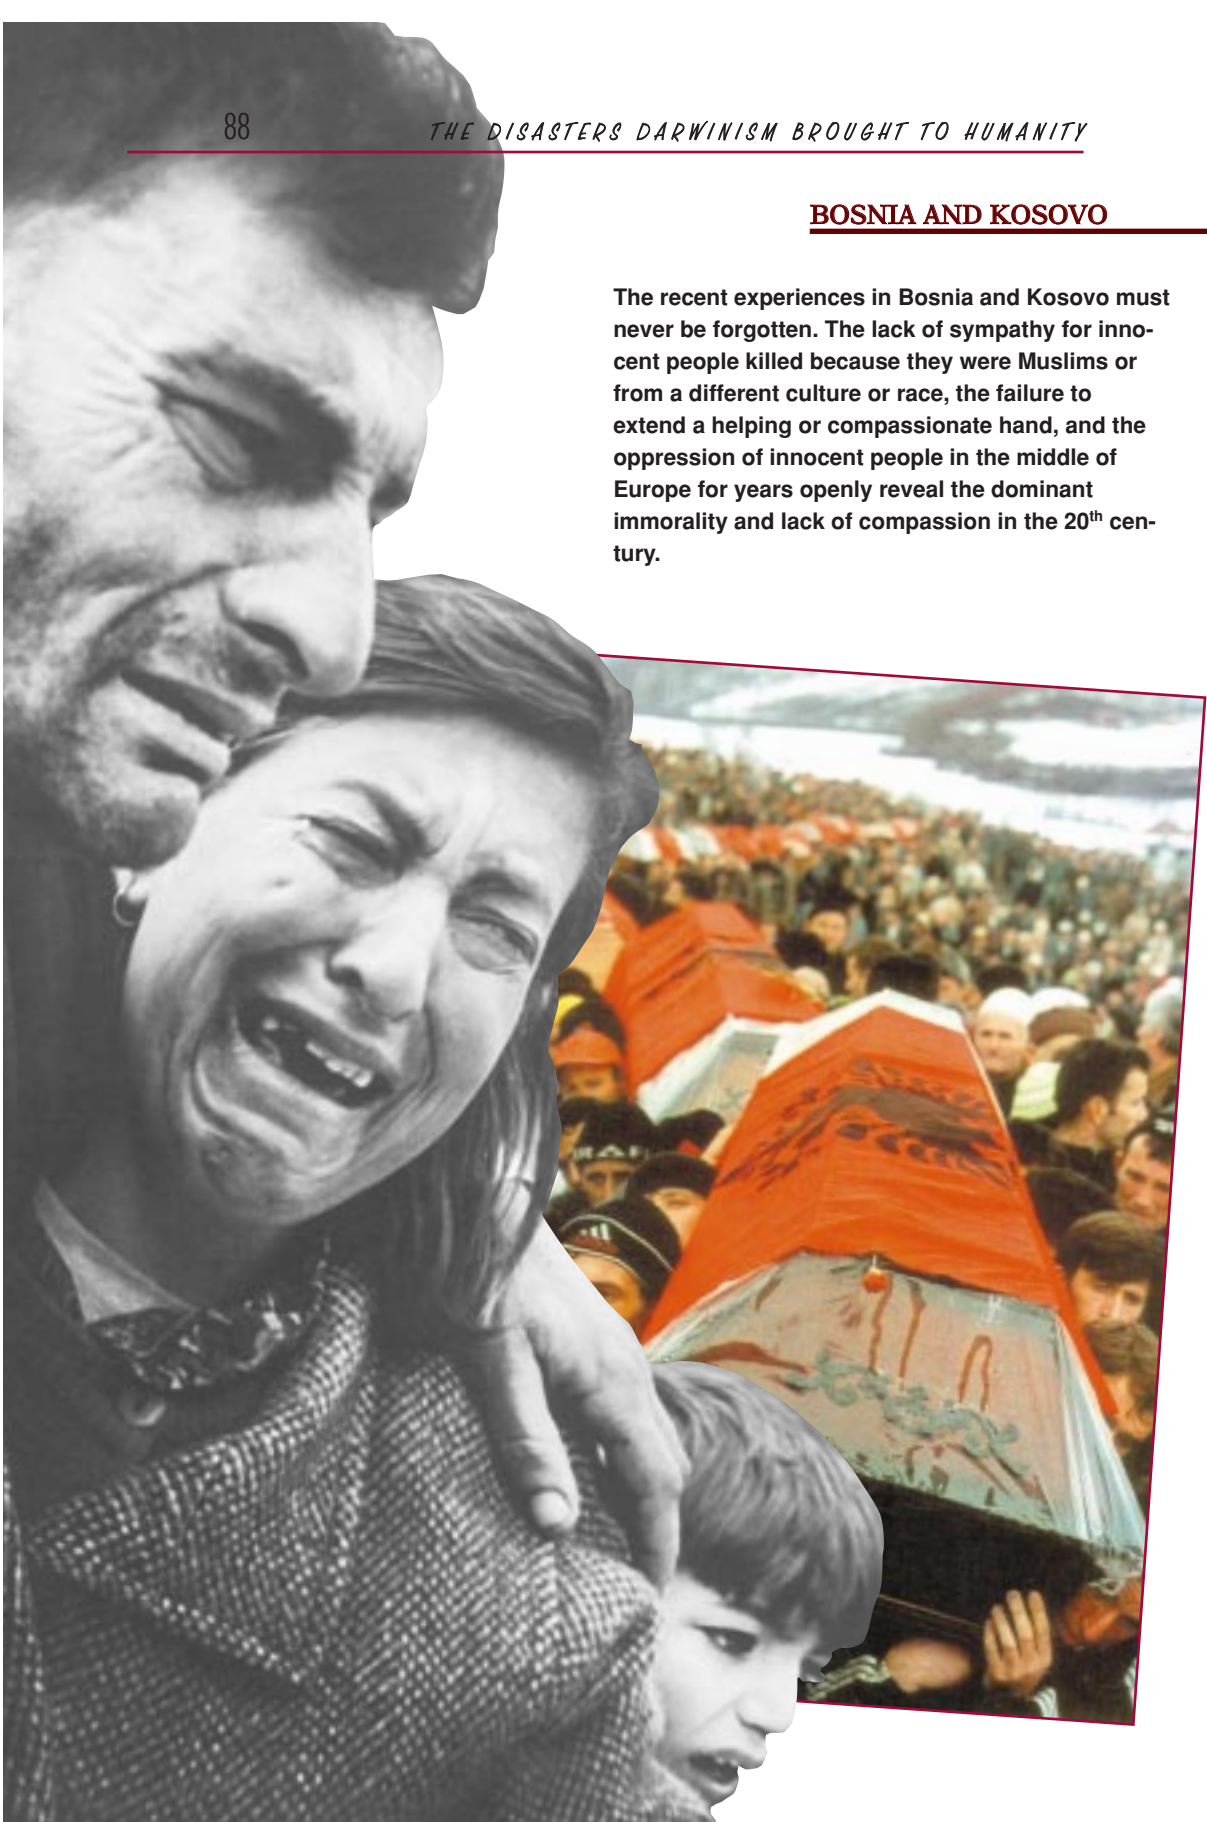 88
THE DISASTERS DARWINISM BROUGHT TO HUMANITY
BOSNIA AND KOSOVO
The recent experiences in Bosnia and Kosovo must
never be forgotten. The lack of sympathy for inno-
cent people killed because they were Muslims or
from a different culture or race, the failure to
extend a helping or compassionate hand, and the
oppression of innocent people in the middle of
Europe for years openly reveal the dominant
immorality and lack of compassion in the 20th cen-
tury.